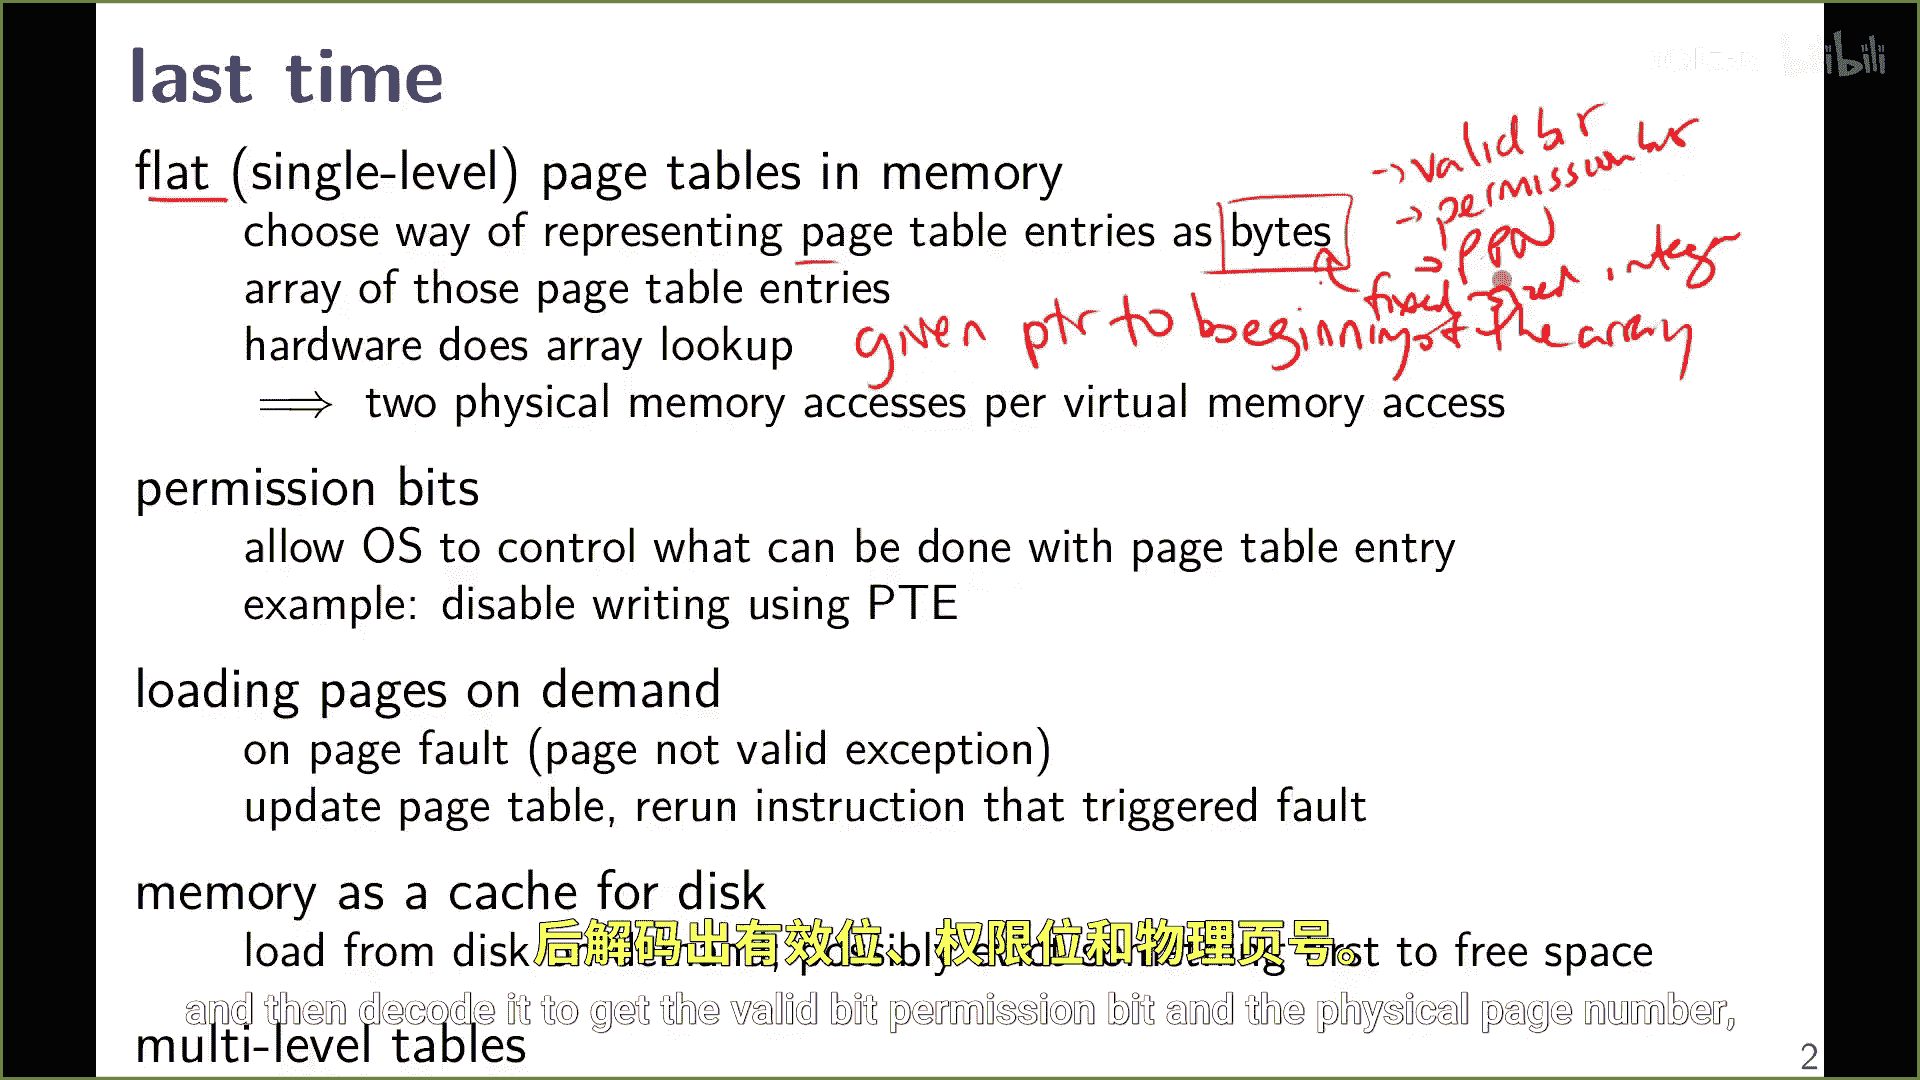 last time
bilibili
flat (single-level) page tables in memory
→ valid bit
→ permission bit
→ PPN
choose way of representing page table entries as bytes
fixed sized integer
array of those page table entries
hardware does array lookup
given ptr to beginning of the array
⟹ two physical memory accesses per virtual memory access
permission bits
allow OS to control what can be done with page table entry
example: disable writing using PTE
loading pages on demand
on page fault (page not valid exception)
update page table, rerun instruction that triggered fault
memory as a cache for disk
load from disk on demand, possibly evict something first to free space
后解码出有效位、权限位和物理页号。
and then decode it to get the valid bit permission bit and the physical page number,
multi-level tables
2